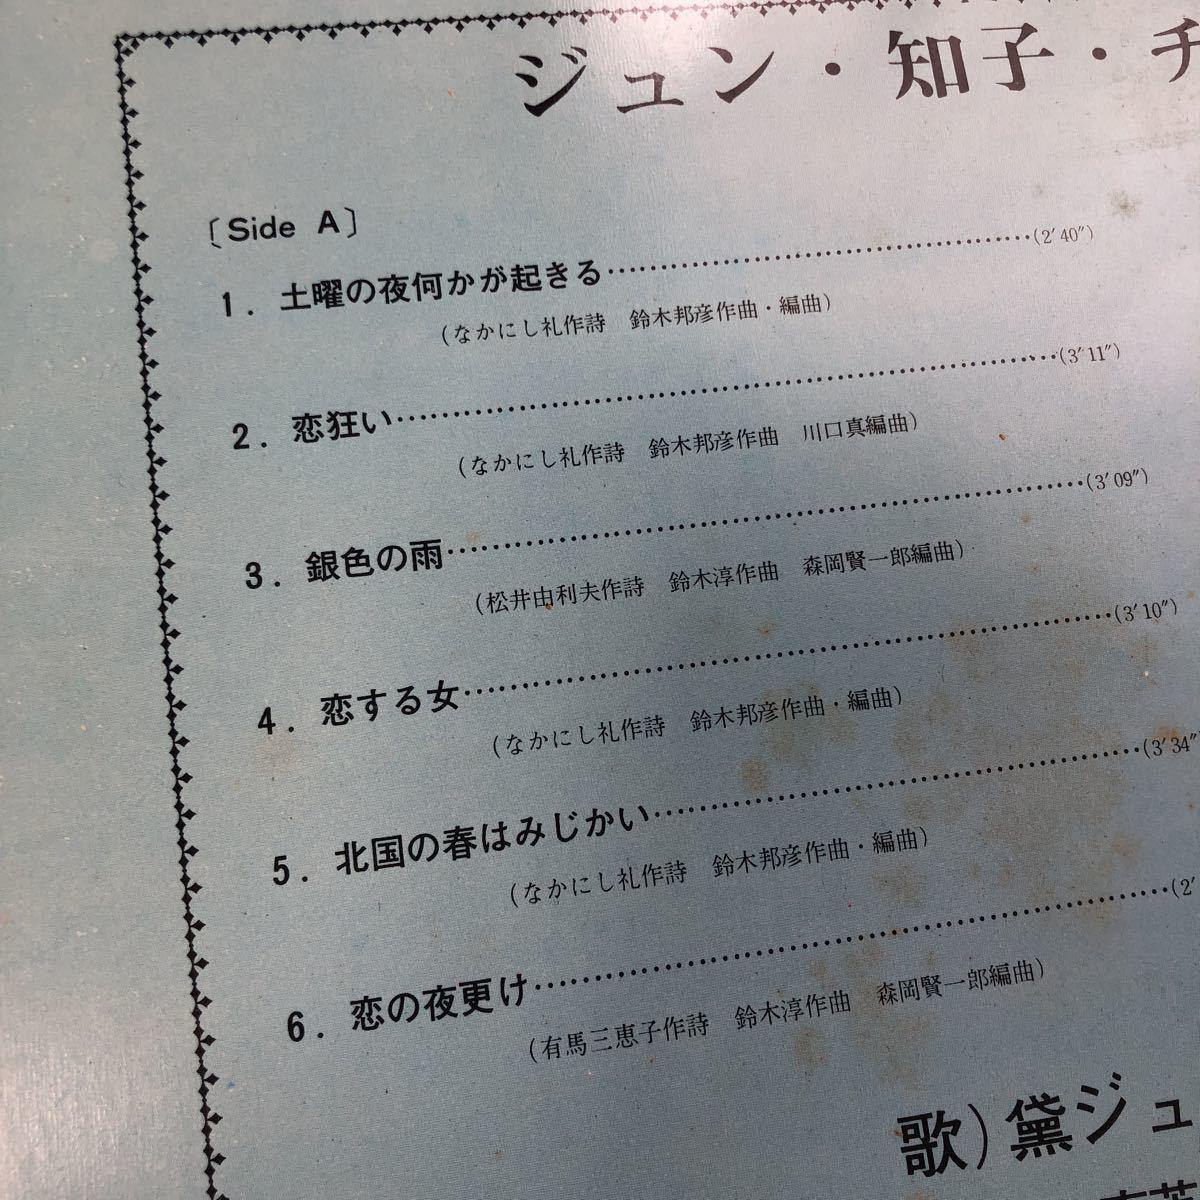 ジュン・知子・チ
〔Side A〕
1. 土曜の夜何かが起きる……………………………(2′40″)
(なかにし礼作詩 鈴木邦彦作曲・編曲)
2. 恋狂い……………………………(3′11″)
(なかにし礼作詩 鈴木邦彦作曲 川口真編曲)
3. 銀色の雨……………………………(3′09″)
(松井由利夫作詩 鈴木淳作曲 森岡賢一郎編曲)
4. 恋する女……………………………(3′10″)
(なかにし礼作詩 鈴木邦彦作曲・編曲)
5. 北国の春はみじかい……………………………(3′34″)
(なかにし礼作詩 鈴木邦彦作曲・編曲)
6. 恋の夜更け……………………………(2′
(有馬三恵子作詩 鈴木淳作曲 森岡賢一郎編曲)
歌)黛ジュ